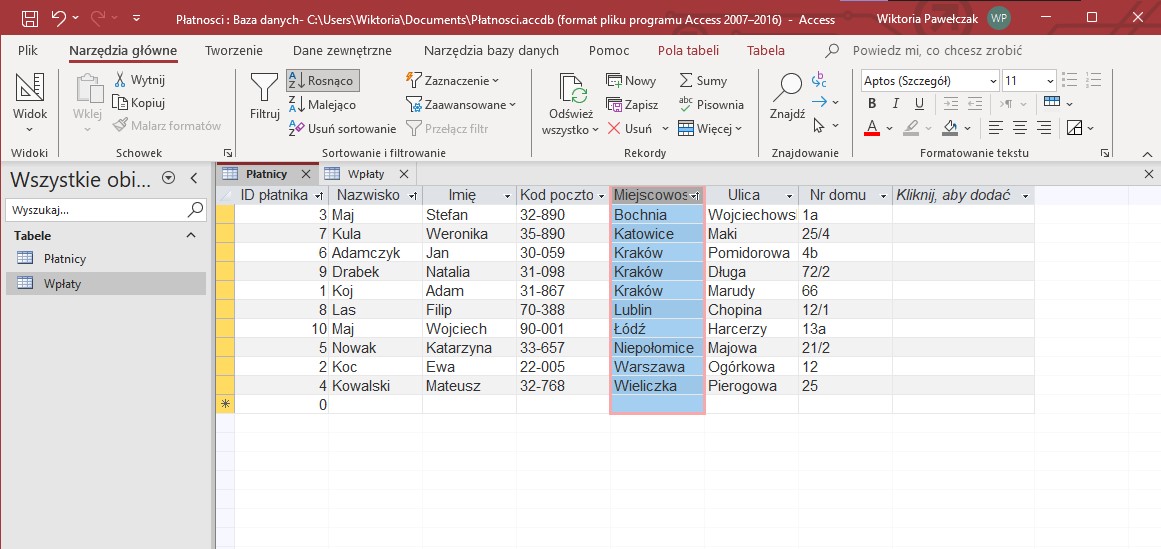 Płatnosci : Baza danych- C:\Users\Wiktoria\Documents\Płatnosci.accdb (format pliku programu Access 2007–2016) - Access Wiktoria Pawełczak WP
Plik Narzędzia główne Tworzenie Dane zewnętrzne Narzędzia bazy danych Pomoc Pola tabeli Tabela Powiedz mi, co chcesz zrobić
Widok
Widoki
Wklej
Wytnij
Kopiuj
Malarz formatów
Schowek
Filtruj
Rosnąco
Malejąco
Usuń sortowanie
Zaznaczenie
Zaawansowane
Przełącz filtr
Sortowanie i filtrowanie
Odśwież
wszystko
Nowy
Zapisz
Usuń
Sumy
Pisownia
Więcej
Rekordy
Znajdź
Znajdowanie
Aptos (Szczegół) 11
B I U
Formatowanie tekstu
Wszystkie obi...
Wyszukaj...
Tabele
Płatnicy
Wpłaty
Płatnicy Wpłaty
ID płatnika Nazwisko Imię Kod poczto Miejscowos Ulica Nr domu Kliknij, aby dodać
3 Maj Stefan 32-890 Bochnia Wojciechows 1a
7 Kula Weronika 35-890 Katowice Maki 25/4
6 Adamczyk Jan 30-059 Kraków Pomidorowa 4b
9 Drabek Natalia 31-098 Kraków Długa 72/2
1 Koj Adam 31-867 Kraków Marudy 66
8 Las Filip 70-388 Lublin Chopina 12/1
10 Maj Wojciech 90-001 Łódź Harcerzy 13a
5 Nowak Katarzyna 33-657 Niepołomice Majowa 21/2
2 Koc Ewa 22-005 Warszawa Ogórkowa 12
4 Kowalski Mateusz 32-768 Wieliczka Pierogowa 25
0